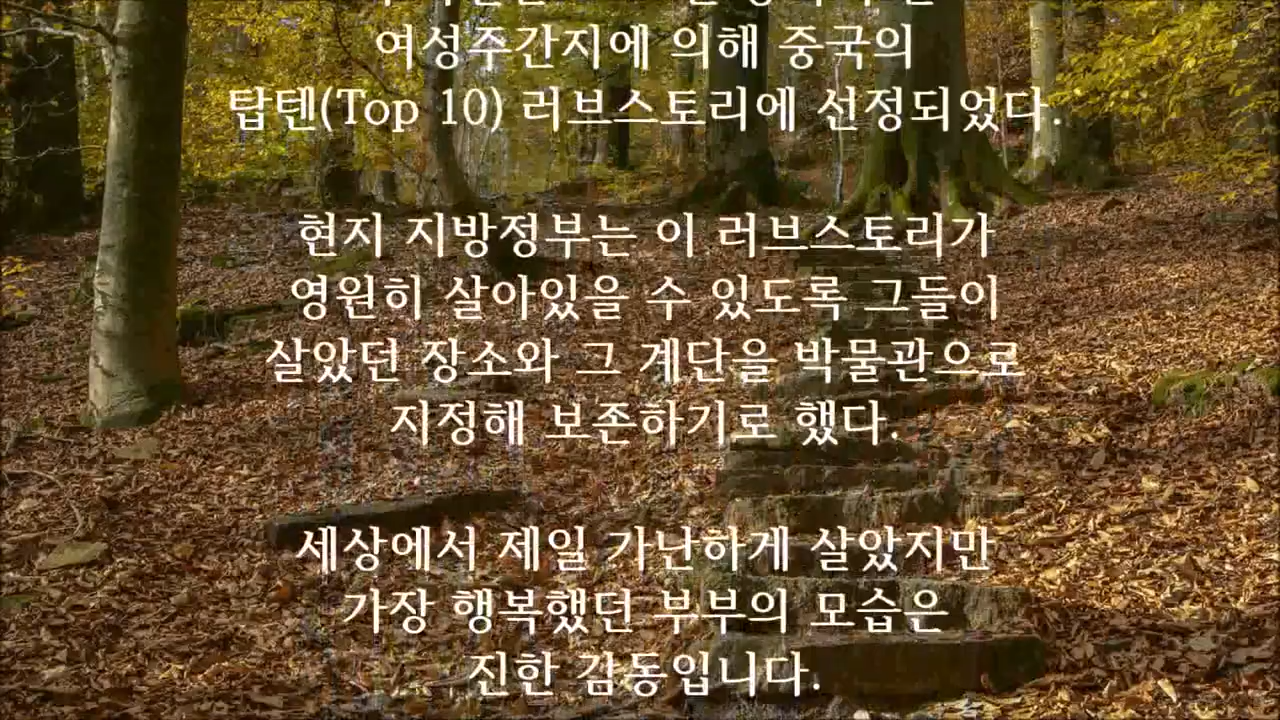 여성주간지에 의해 중국의
탑텐(Top 10) 러브스토리에 선정되었다.
현지 지방정부는 이 러브스토리가
영원히 살아있을 수 있도록 그들이
살았던 장소와 그 계단을 박물관으로
지정해 보존하기로 했다.
세상에서 제일 가난하게 살았지만
가장 행복했던 부부의 모습은
진한 감동입니다.